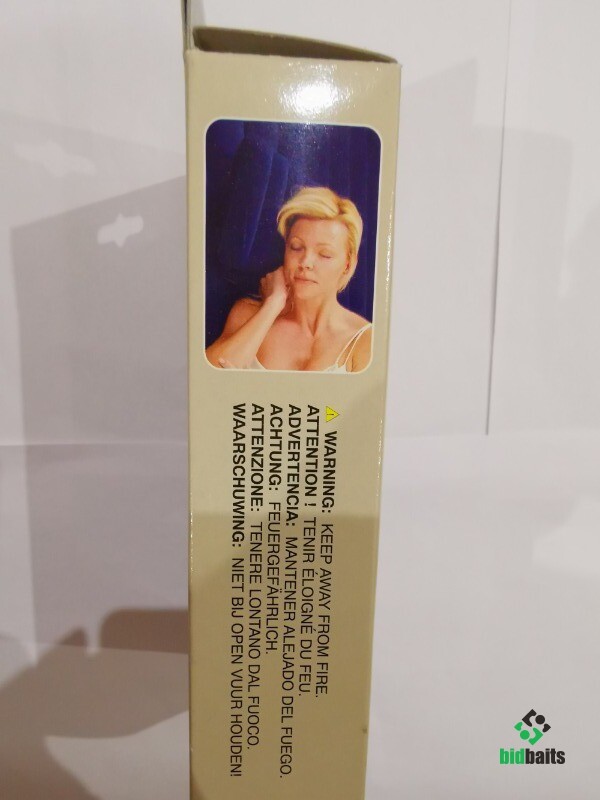 ⚠ WARNING: KEEP AWAY FROM FIRE.
ATTENTION ! TENIR ÉLOIGNÉ DU FEU.
ADVERTENCIA: MANTENER ALEJADO DEL FUEGO.
ACHTUNG: FEUERGEFÄHRLICH.
ATTENZIONE: TENERE LONTANO DAL FUOCO.
WAARSCHUWING: NIET BIJ OPEN VUUR HOUDEN!
bidbaits